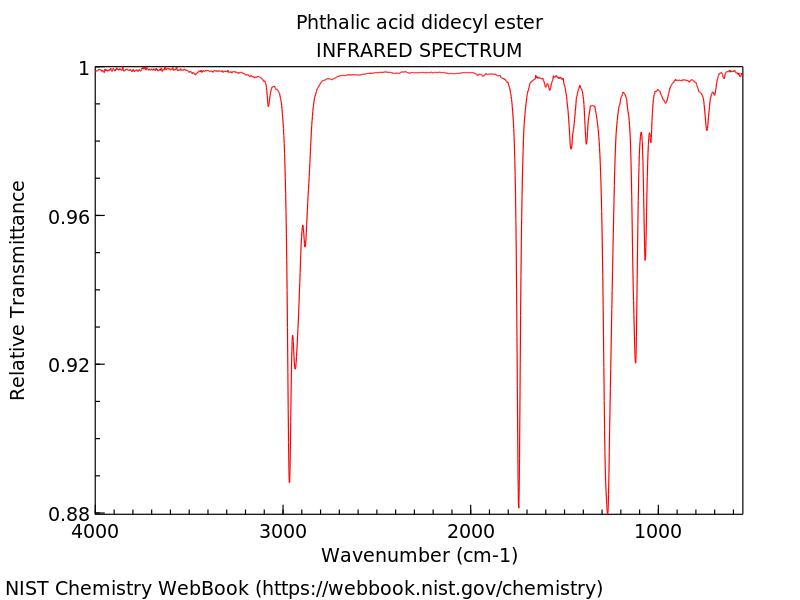 Phthalic acid didecyl ester
INFRARED SPECTRUM
1
0.96
0.92
0.88
Relative Transmittance
4000 3000 2000 1000
Wavenumber (cm-1)
NIST Chemistry WebBook (https://webbook.nist.gov/chemistry)